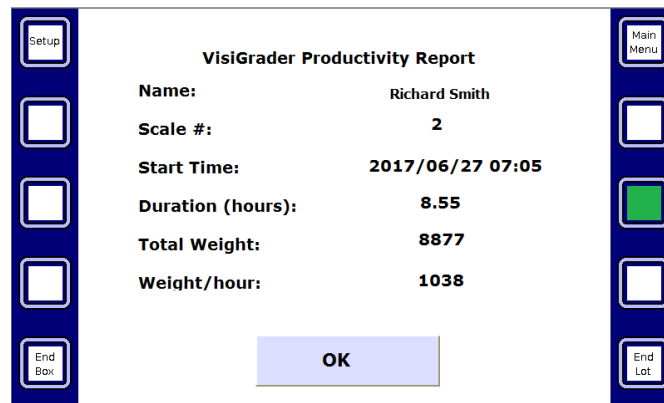 Setup
Main
Menu
VisiGrader Productivity Report
Name: Richard Smith
Scale #: 2
Start Time: 2017/06/27 07:05
Duration (hours): 8.55
Total Weight: 8877
Weight/hour: 1038
OK
End
Box
End
Lot